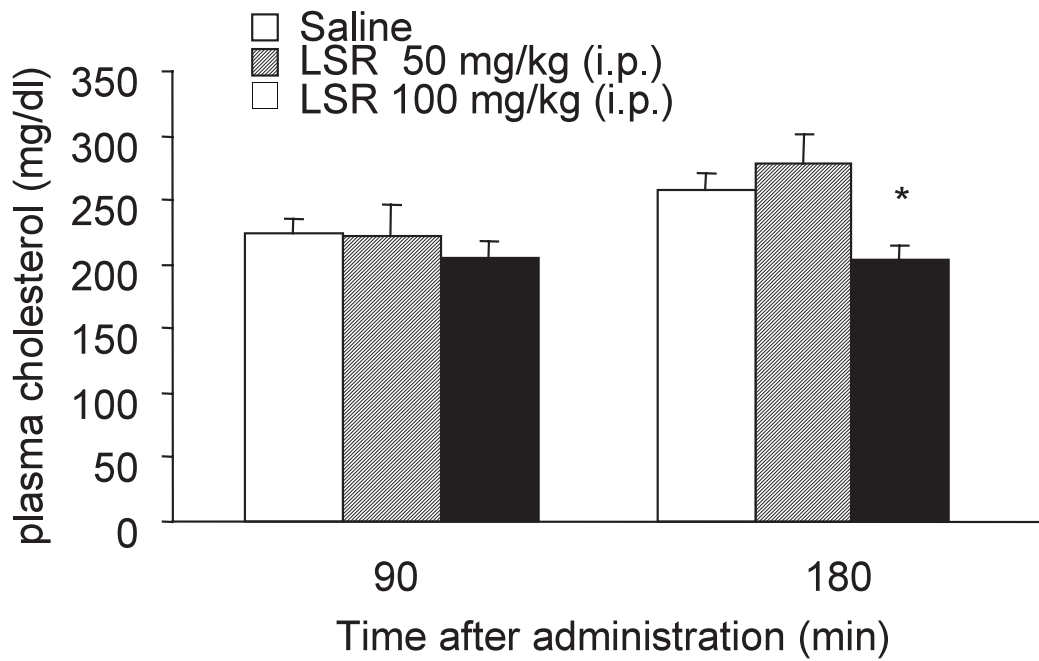 Saline
LSR 50 mg/kg (i.p.)
LSR 100 mg/kg (i.p.)
plasma cholesterol (mg/dl)
350
300
250
200
150
100
50
0
*
90 180
Time after administration (min)